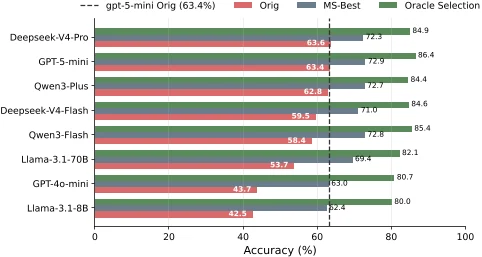 gpt-5-mini Orig (63.4%) Orig MS-Best Oracle Selection
Deepseek-V4-Pro 84.9 72.3 63.6
GPT-5-mini 86.4 72.9 63.4
Qwen3-Plus 84.4 72.7 62.8
Deepseek-V4-Flash 84.6 71.0 59.5
Qwen3-Flash 85.4 72.8 58.4
Llama-3.1-70B 82.1 69.4 53.7
GPT-4o-mini 80.7 63.0 43.7
Llama-3.1-8B 80.0 62.4 42.5
0 20 40 60 80 100
Accuracy (%)